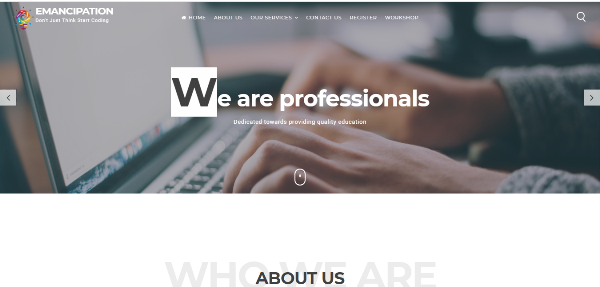 EMANCIPATION
Don't Just Think Start Coding
HOME ABOUT US OUR SERVICES CONTACT US REGISTER WORKSHOP
We are professionals
Dedicated towards providing quality education
WHO WE ARE
ABOUT US